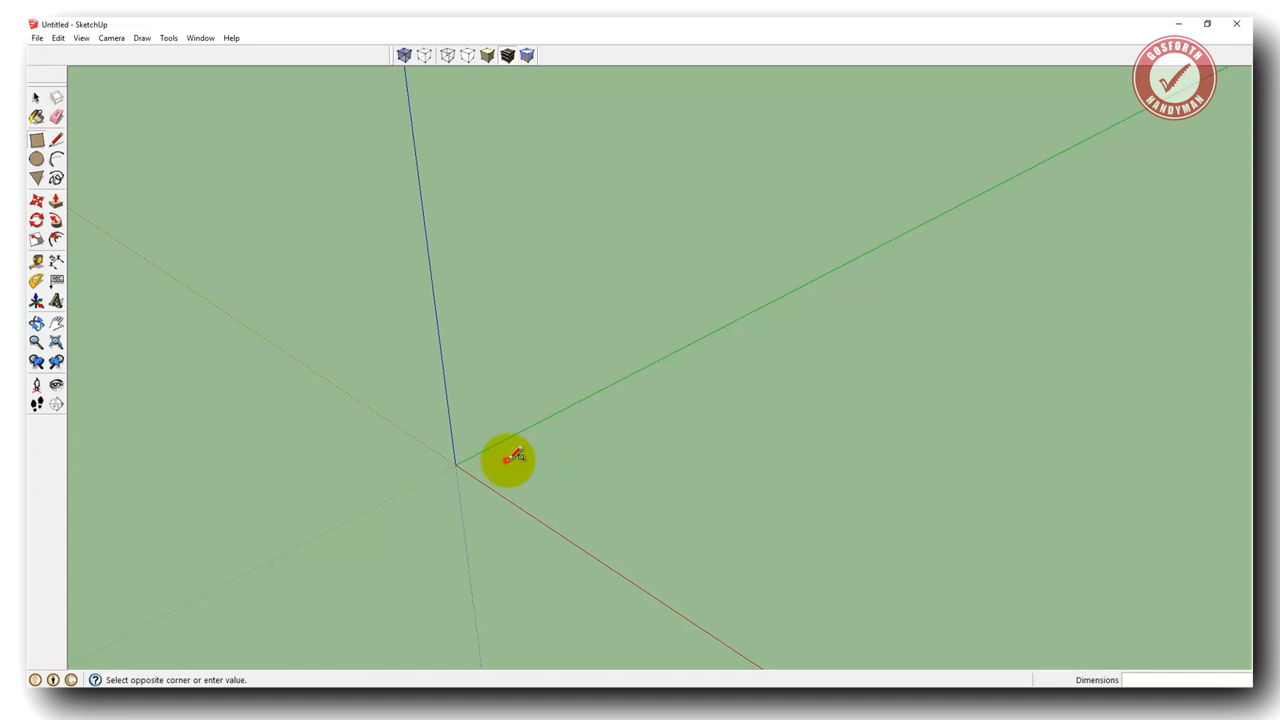 Untitled - SketchUp
File Edit View Camera Draw Tools Window Help
GOSFORTH
HANDYMAN
Select opposite corner or enter value.
Dimensions